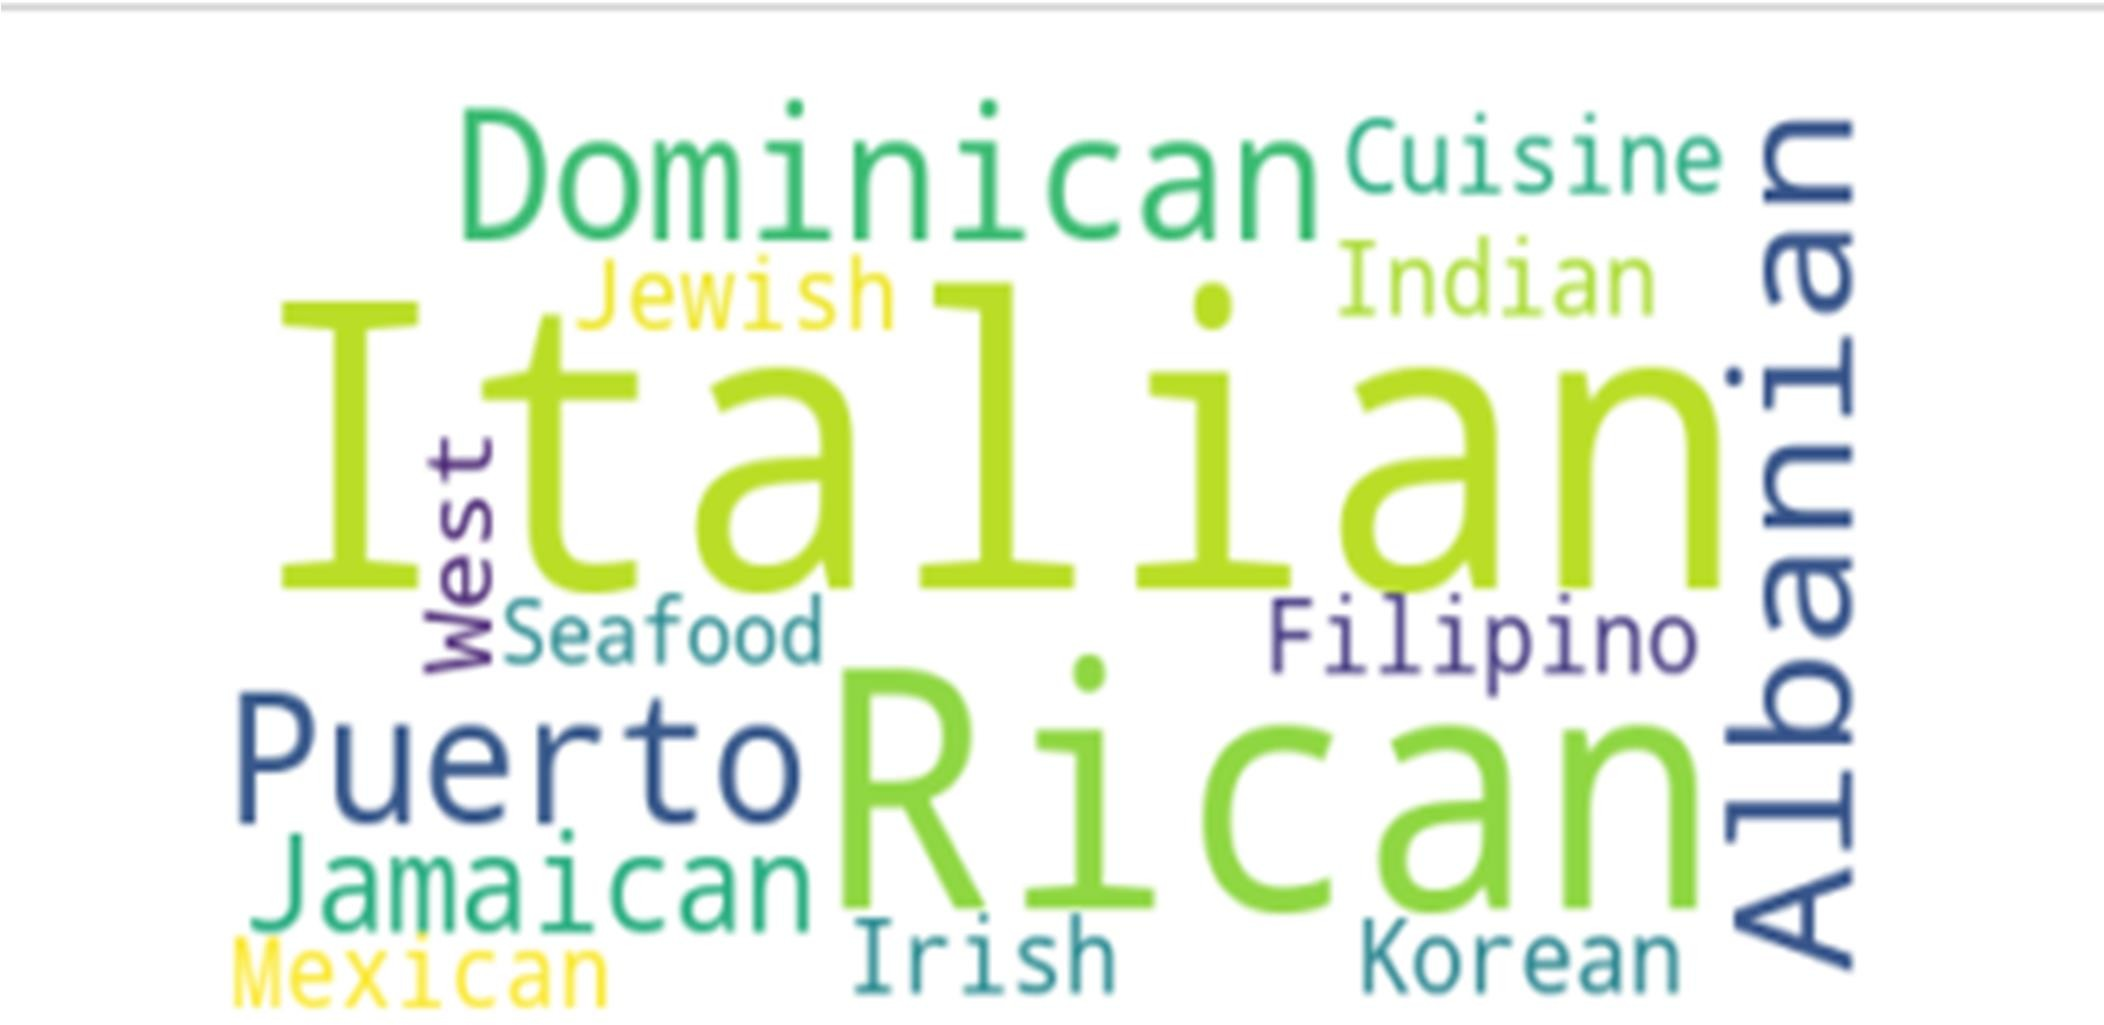 Dominican
Cuisine
Jewish
Indian
Italian
Albanian
West
Seafood
Filipino
Puerto
Rican
Jamaican
Mexican
Irish
Korean